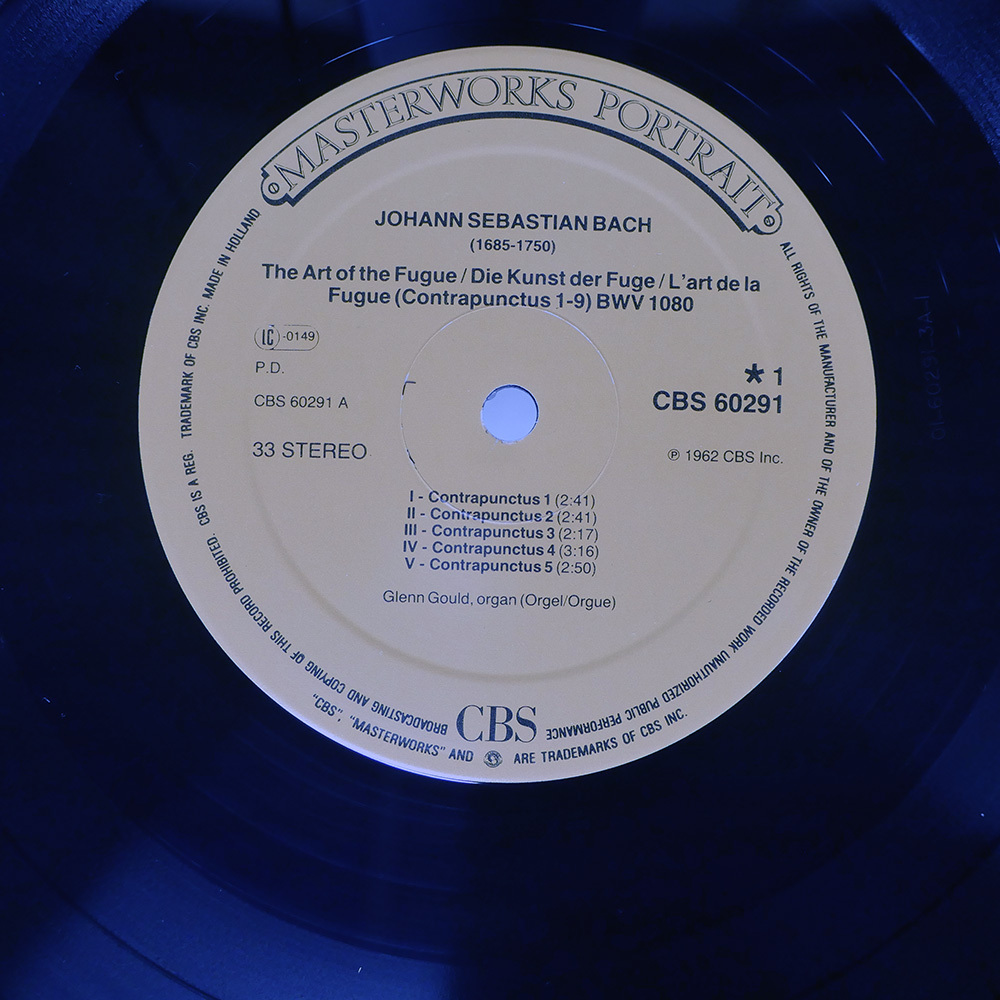 MASTERWORKS PORTRAIT
JOHANN SEBASTIAN BACH
(1685-1750)
The Art of the Fugue / Die Kunst der Fuge / L'art de la
Fugue (Contrapunctus 1-9) BWV 1080
LC -0149
P.D.
CBS 60291 A
33 STEREO
* 1
CBS 60291
℗ 1962 CBS Inc.
I - Contrapunctus 1 (2:41)
II - Contrapunctus 2 (2:41)
III - Contrapunctus 3 (2:17)
IV - Contrapunctus 4 (3:16)
V - Contrapunctus 5 (2:50)
Glenn Gould, organ (Orgel/Orgue)
CBS
ALL RIGHTS OF THE MANUFACTURER AND OF THE OWNER OF THE RECORDED WORK UNAUTHORIZED PUBLIC PERFORMANCE
BROADCASTING AND COPYING OF THIS RECORD PROHIBITED. CBS IS A REG. TRADEMARK OF CBS INC. MADE IN HOLLAND
"CBS", "MASTERWORKS" AND ARE TRADEMARKS OF CBS INC.